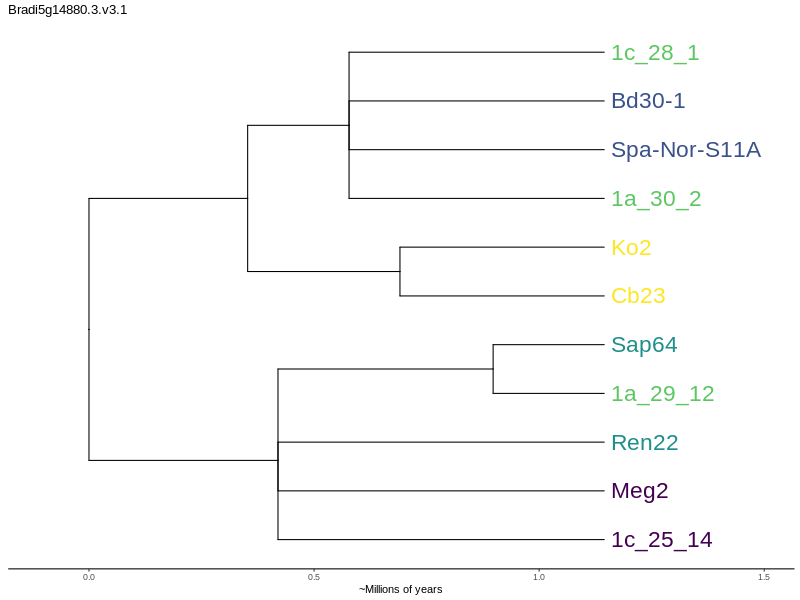 Bradi5g14880.3.v3.1
1c_28_1
Bd30-1
Spa-Nor-S11A
1a_30_2
Ko2
Cb23
Sap64
1a_29_12
Ren22
Meg2
1c_25_14
0.0 0.5 1.0 1.5
~Millions of years